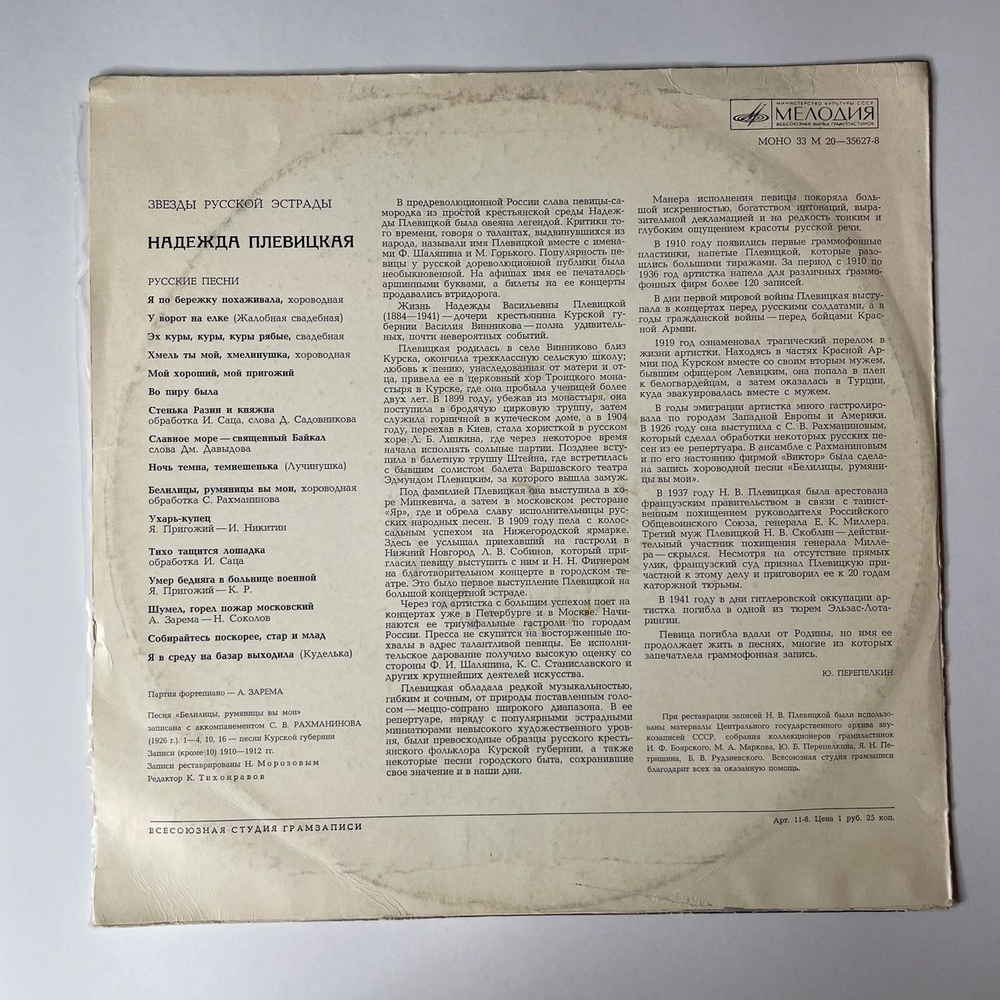 МИНИСТЕРСТВО КУЛЬТУРЫ СССР
МЕЛОДИЯ
ВСЕСОЮЗНАЯ ФИРМА ГРАМПЛАСТИНОК
МОНО 33 М 20—35627-8
ЗВЕЗДЫ РУССКОЙ ЭСТРАДЫ
НАДЕЖДА ПЛЕВИЦКАЯ
РУССКИЕ ПЕСНИ
Я по бережку похаживала, хороводная
У ворот на елке (Жалобная свадебная)
Эх куры, куры, куры рябые, свадебная
Хмель ты мой, хмелинушка, хороводная
Мой хороший, мой пригожий
Во пиру была
Стенька Разин и княжна
обработка И. Саца, слова Д. Садовникова
Славное море — священный Байкал
слова Дм. Давыдова
Ночь темна, темнешенька (Лучинушка)
Белилицы, румяницы вы мои, хороводная
обработка С. Рахманинова
Ухарь-купец
Я. Пригожий — И. Никитин
Тихо тащится лошадка
обработка И. Саца
Умер бедняга в больнице военной
Я. Пригожий — К. Р.
Шумел, горел пожар московский
А. Зарема — Н. Соколов
Собирайтесь поскорее, стар и млад
Я в среду на базар выходила (Куделька)
Партия фортепиано — А. ЗАРЕМА
Песня «Белилицы, румяницы вы мои»
записана с аккомпанементом С. В. РАХМАНИНОВА
(1926 г.). 1—4, 10, 16 — песни Курской губернии
Записи (кроме 10) 1910—1912 гг.
Записи реставрированы Н. Морозовым
Редактор К. Тихонравов
В предреволюционной России слава певицы-са-
мородка из простой крестьянской среды Надеж-
ды Плевицкой была овеяна легендой. Критики то-
го времени, говоря о талантах, выдвинувшихся из
народа, называли имя Плевицкой вместе с имена-
ми Ф. Шаляпина и М. Горького. Популярность пе-
вицы у русской дореволюционной публики была
необыкновенной. На афишах имя ее печаталось
аршинными буквами, а билеты на ее концерты
продавались втридорога.
Жизнь Надежды Васильевны Плевицкой
(1884—1941) — дочери крестьянина Курской гу-
бернии Василия Винникова — полна удивитель-
ных, почти невероятных событий.
Плевицкая родилась в селе Винниково близ
Курска, окончила трехклассную сельскую школу;
любовь к пению, унаследованная от матери и от-
ца, привела ее в церковный хор Троицкого мона-
стыря в Курске, где она пробыла ученицей более
двух лет. В 1899 году, убежав из монастыря, она
поступила в бродячую цирковую труппу, затем
служила горничной в купеческом доме, а в 1904
году, переехав в Киев, стала хористкой в русском
хоре Л. Б. Липкина, где через некоторое время
начала исполнять сольные партии. Позднее всту-
пила в балетную труппу Штейна, где встретилась
с бывшим солистом балета Варшавского театра
Эдмундом Плевицким, за которого вышла замуж.
Под фамилией Плевицкая она выступила в хо-
ре Минкевича, а затем в московском ресторане
«Яр», где и обрела славу исполнительницы рус-
ских народных песен. В 1909 году пела с колос-
сальным успехом на Нижегородской ярмарке.
Здесь ее услышал приехавший на гастроли в
Нижний Новгород Л. В. Собинов, который при-
гласил певицу выступить с ним и Н. Н. Фигнером
на благотворительном концерте в городском те-
атре. Это было первое выступление Плевицкой на
большой концертной эстраде.
Через год артистка с большим успехом поет на
концертах уже в Петербурге и в Москве. Начи-
наются ее триумфальные гастроли по городам
России. Пресса не скупится на восторженные по-
хвалы в адрес талантливой певицы. Ее исполни-
тельское дарование получило высокую оценку со
стороны Ф. И. Шаляпина, К. С. Станиславского и
других крупнейших деятелей искусства.
Плевицкая обладала редкой музыкальностью,
гибким и сочным, от природы поставленным голо-
сом — меццо-сопрано широкого диапазона. В ее
репертуаре, наряду с популярными эстрадными
миниатюрами невысокого художественного уров-
ня, были превосходные образцы русского кресть-
янского фольклора Курской губернии, а также
некоторые песни городского быта, сохранившие
свое значение и в наши дни.
Манера исполнения певицы покоряла боль-
шой искренностью, богатством интонаций, выра-
зительной декламацией и на редкость тонким и
глубоким ощущением красоты русской речи.
В 1910 году появились первые граммофонные
пластинки, напетые Плевицкой, которые разо-
шлись большими тиражами. За период с 1910 по
1936 год артистка напела для различных граммо-
фонных фирм более 120 записей.
В дни первой мировой войны Плевицкая высту-
пала в концертах перед русскими солдатами, а в
годы гражданской войны — перед бойцами Крас-
ной Армии.
1919 год ознаменовал трагический перелом в
жизни артистки. Находясь в частях Красной Ар-
мии под Курском вместе со своим вторым мужем,
бывшим офицером Левицким, она попала в плен
к белогвардейцам, а затем оказалась в Турции,
куда эвакуировалась вместе с мужем.
В годы эмиграции артистка много гастролиро-
вала по городам Западной Европы и Америки.
В 1926 году она выступила с С. В. Рахманиновым,
который сделал обработки некоторых русских пе-
сен из ее репертуара. В ансамбле с Рахманиновым
и по его настоянию фирмой «Виктор» была сдела-
на запись хороводной песни «Белилицы, румяни-
цы вы мои».
В 1937 году Н. В. Плевицкая была арестована
французским правительством в связи с таинст-
венным похищением руководителя Российского
Общевоинского Союза, генерала Е. К. Миллера.
Третий муж Плевицкой Н. В. Скоблин — действи-
тельный участник похищения генерала Милле-
ра — скрылся. Несмотря на отсутствие прямых
улик, французский суд признал Плевицкую при-
частной к этому делу и приговорил ее к 20 годам
каторжной тюрьмы.
В 1941 году в дни гитлеровской оккупации ар-
тистка погибла в одной из тюрем Эльзас-Лота-
рингии.
Певица погибла вдали от Родины, но имя ее
продолжает жить в песнях, многие из которых
запечатлела граммофонная запись.
Ю. ПЕРЕПЕЛКИН
При реставрации записей Н. В. Плевицкой были использо-
ваны материалы Центрального государственного архива зву-
козаписей СССР, собрания коллекционеров грампластинок
И. Ф. Боярского, М. А. Маркова, Ю. Б. Перепелкина, Я. Н. Пе-
тришина, Б. В. Рудзиевского. Всесоюзная студия грамзаписи
благодарит всех за оказанную помощь.
ВСЕСОЮЗНАЯ СТУДИЯ ГРАМЗАПИСИ
Арт. 11-8. Цена 1 руб. 25 коп.